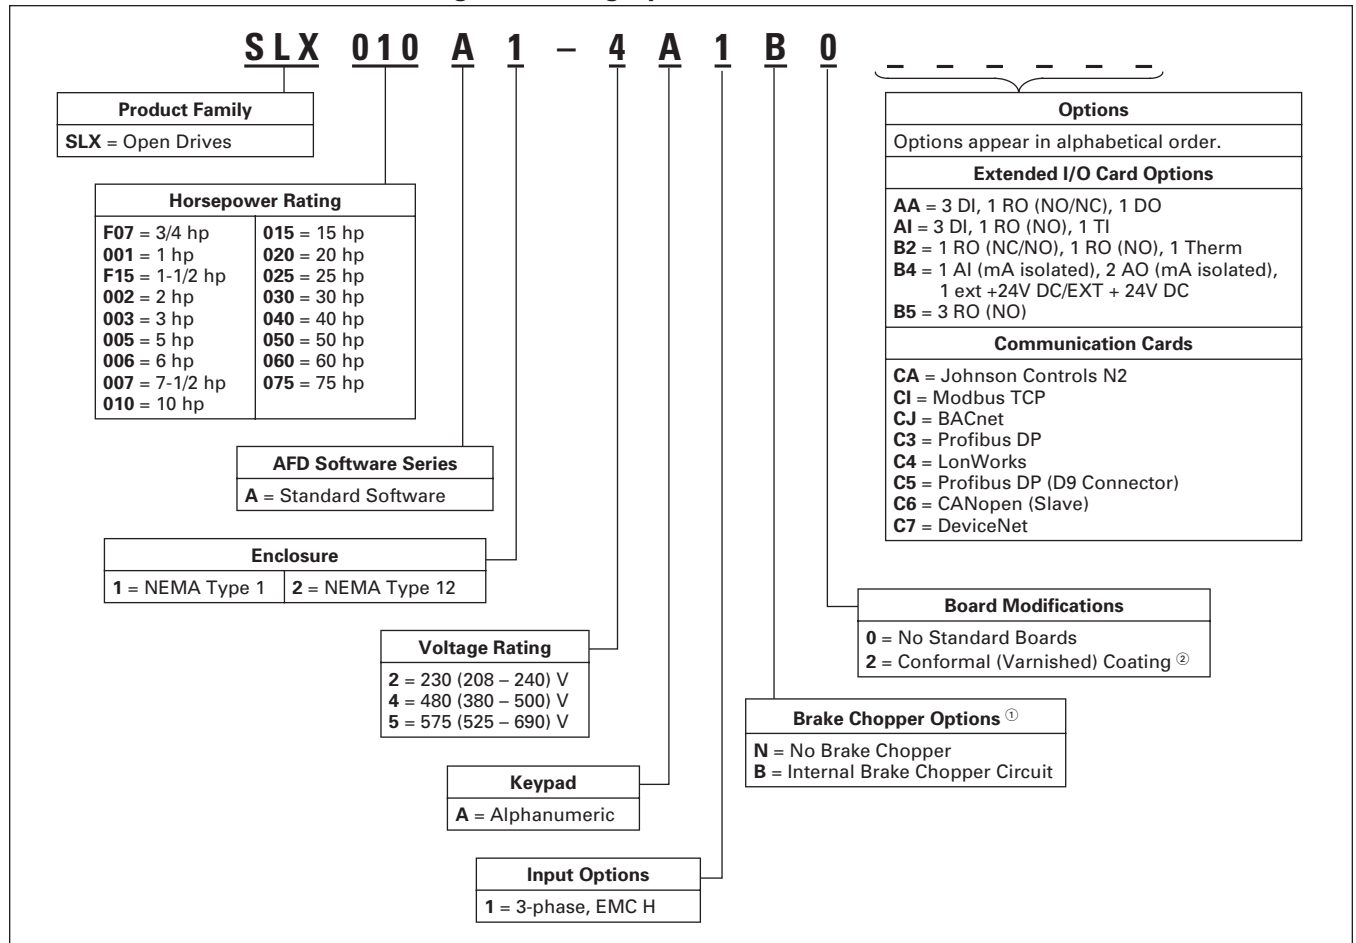 SLX 010 A 1 – 4 A 1 B 0 _ _ _ _ _ _
Product Family
SLX = Open Drives
Horsepower Rating
F07 = 3/4 hp
001 = 1 hp
F15 = 1-1/2 hp
002 = 2 hp
003 = 3 hp
005 = 5 hp
006 = 6 hp
007 = 7-1/2 hp
010 = 10 hp
015 = 15 hp
020 = 20 hp
025 = 25 hp
030 = 30 hp
040 = 40 hp
050 = 50 hp
060 = 60 hp
075 = 75 hp
AFD Software Series
A = Standard Software
Enclosure
1 = NEMA Type 1
2 = NEMA Type 12
Voltage Rating
2 = 230 (208 – 240) V
4 = 480 (380 – 500) V
5 = 575 (525 – 690) V
Keypad
A = Alphanumeric
Input Options
1 = 3-phase, EMC H
Brake Chopper Options ①
N = No Brake Chopper
B = Internal Brake Chopper Circuit
Board Modifications
0 = No Standard Boards
2 = Conformal (Varnished) Coating ②
Options
Options appear in alphabetical order.
Extended I/O Card Options
AA = 3 DI, 1 RO (NO/NC), 1 DO
AI = 3 DI, 1 RO (NO), 1 TI
B2 = 1 RO (NC/NO), 1 RO (NO), 1 Therm
B4 = 1 AI (mA isolated), 2 AO (mA isolated),
1 ext +24V DC/EXT + 24V DC
B5 = 3 RO (NO)
Communication Cards
CA = Johnson Controls N2
CI = Modbus TCP
CJ = BACnet
C3 = Profibus DP
C4 = LonWorks
C5 = Profibus DP (D9 Connector)
C6 = CANopen (Slave)
C7 = DeviceNet